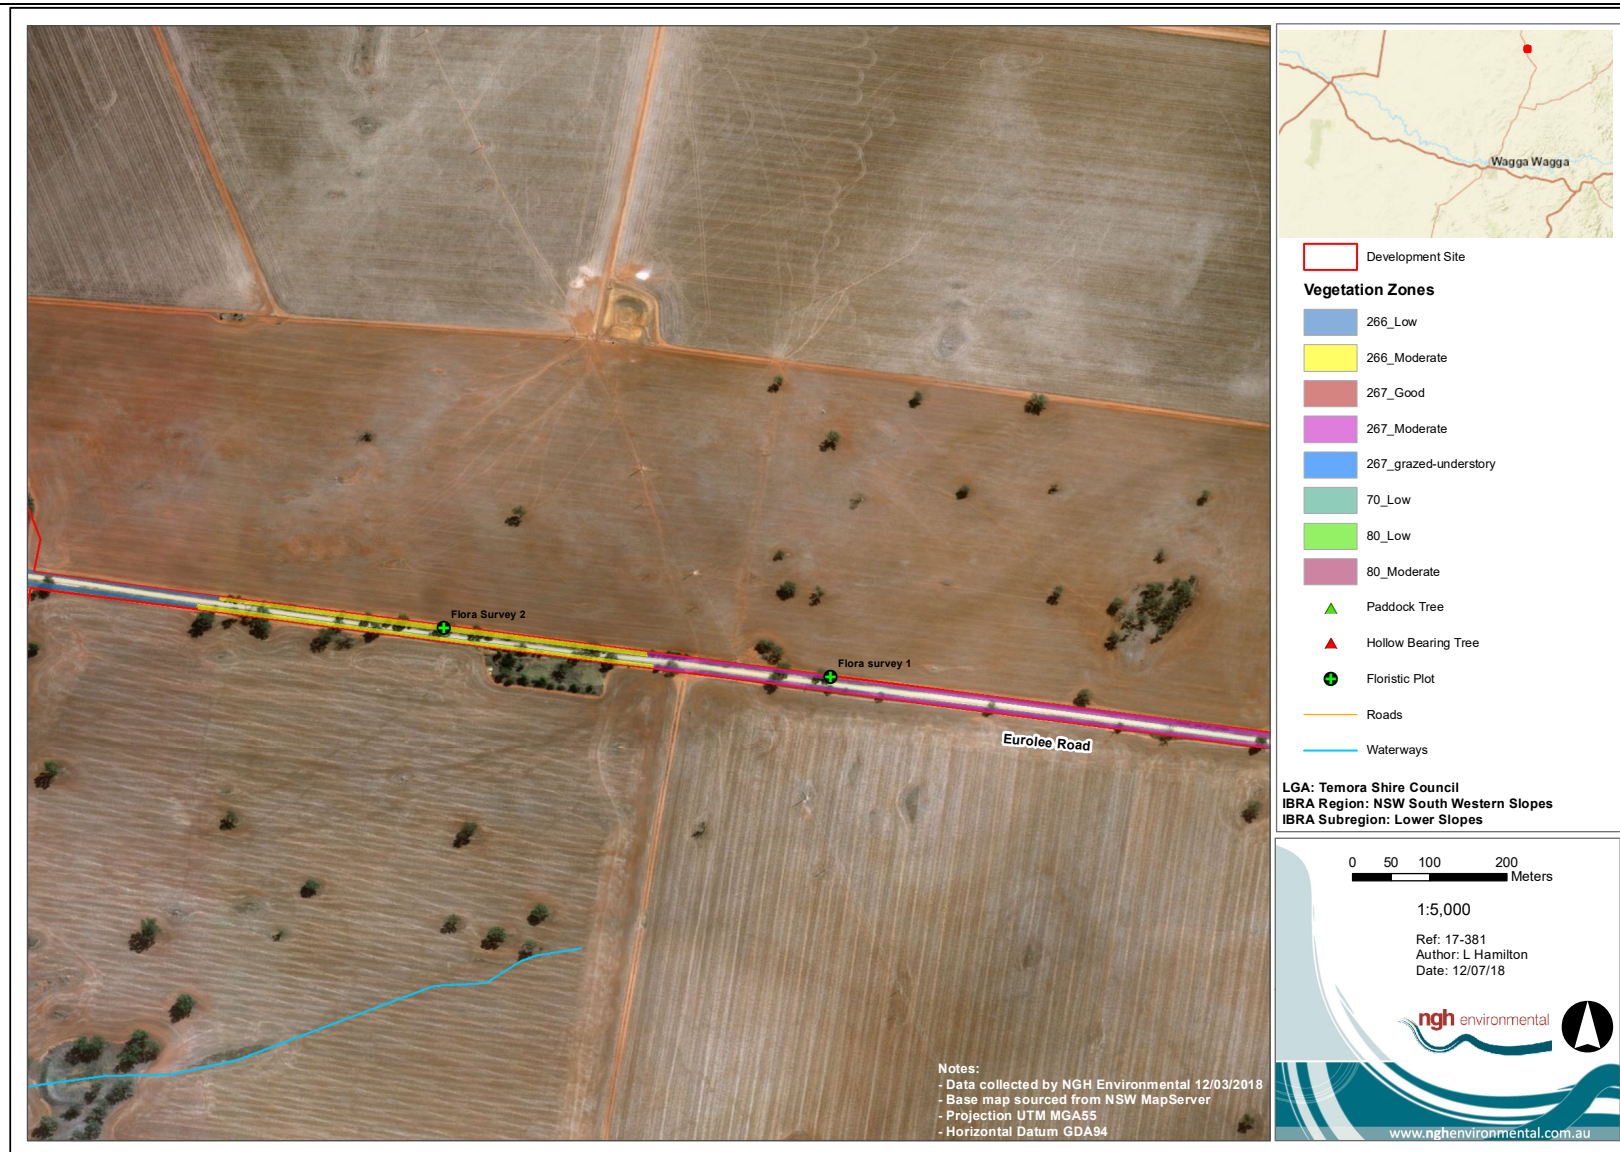 Flora Survey 2
Flora survey 1
Eurolee Road
Notes:
- Data collected by NGH Environmental 12/03/2018
- Base map sourced from NSW MapServer
- Projection UTM MGA55
- Horizontal Datum GDA94
Wagga Wagga
Development Site
Vegetation Zones
266_Low
266_Moderate
267_Good
267_Moderate
267_grazed-understory
70_Low
80_Low
80_Moderate
Paddock Tree
Hollow Bearing Tree
Floristic Plot
Roads
Waterways
LGA: Temora Shire Council
IBRA Region: NSW South Western Slopes
IBRA Subregion: Lower Slopes
0 50 100 200
Meters
1:5,000
Ref: 17-381
Author: L Hamilton
Date: 12/07/18
ngh environmental
www.nghenvironmental.com.au